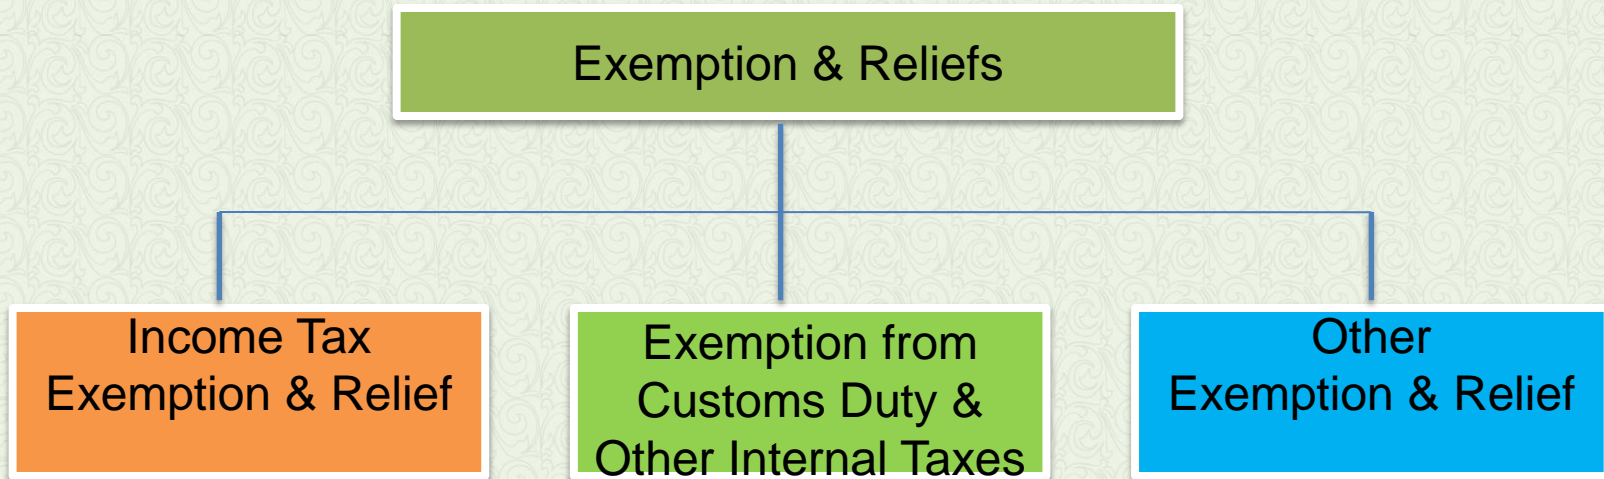 Exemption & Reliefs
Income Tax
Exemption & Relief
Exemption from
Customs Duty &
Other Internal Taxes
Other
Exemption & Relief